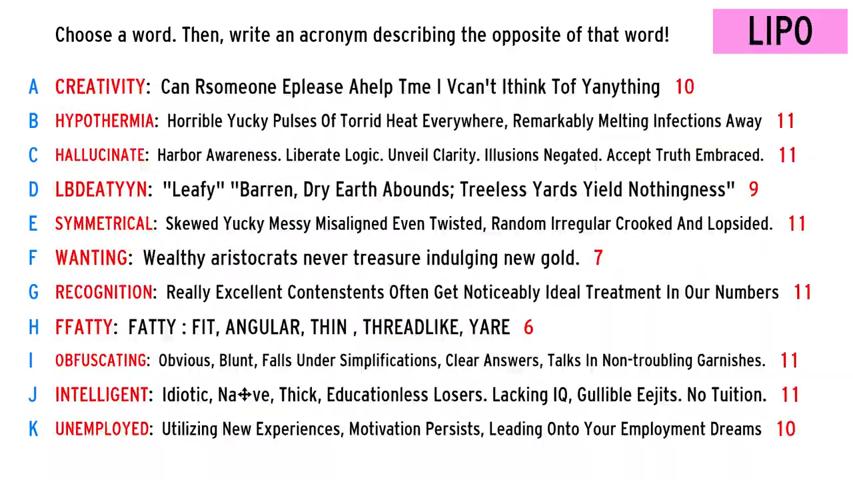 Choose a word. Then, write an acronym describing the opposite of that word!
LIPO
A CREATIVITY: Can Rsomeone Eplease Ahelp Tme I Vcan't Ithink Tof Yanything 10
B HYPOTHERMIA: Horrible Yucky Pulses Of Torrid Heat Everywhere, Remarkably Melting Infections Away 11
C HALLUCINATE: Harbor Awareness. Liberate Logic. Unveil Clarity. Illusions Negated. Accept Truth Embraced. 11
D LBDEATYYN: "Leafy" "Barren, Dry Earth Abounds; Treeless Yards Yield Nothingness" 9
E SYMMETRICAL: Skewed Yucky Messy Misaligned Even Twisted, Random Irregular Crooked And Lopsided. 11
F WANTING: Wealthy aristocrats never treasure indulging new gold. 7
G RECOGNITION: Really Excellent Contenstents Often Get Noticeably Ideal Treatment In Our Numbers 11
H FFATTY: FATTY : FIT, ANGULAR, THIN , THREADLIKE, YARE 6
I OBFUSCATING: Obvious, Blunt, Falls Under Simplifications, Clear Answers, Talks In Non-troubling Garnishes. 11
J INTELLIGENT: Idiotic, Na✣ve, Thick, Educationless Losers. Lacking IQ, Gullible Eejits. No Tuition. 11
K UNEMPLOYED: Utilizing New Experiences, Motivation Persists, Leading Onto Your Employment Dreams 10